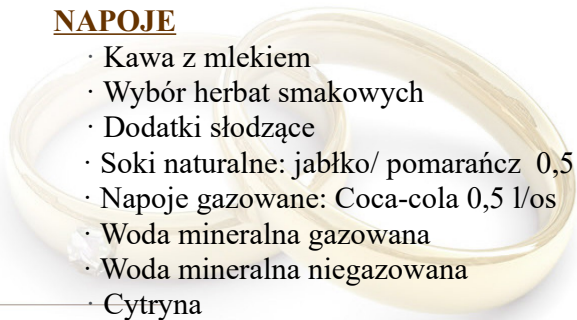 NAPOJE
· Kawa z mlekiem
· Wybór herbat smakowych
· Dodatki słodzące
· Soki naturalne: jabłko/ pomarańcz 0,5
· Napoje gazowane: Coca-cola 0,5 l/os
· Woda mineralna gazowana
· Woda mineralna niegazowana
· Cytryna